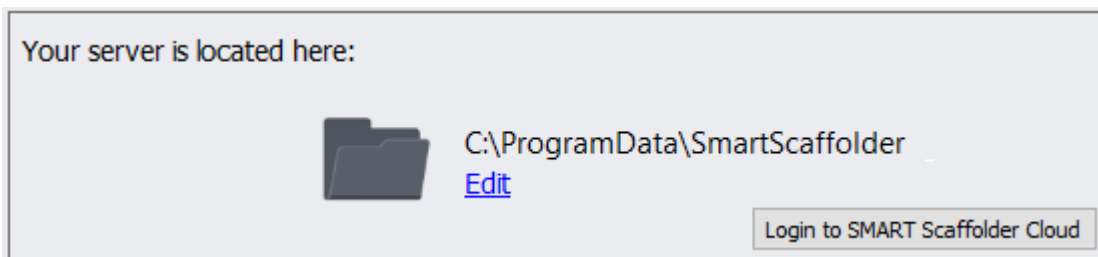 Your server is located here:
C:\ProgramData\SmartScaffolder
Edit
Login to SMART Scaffolder Cloud